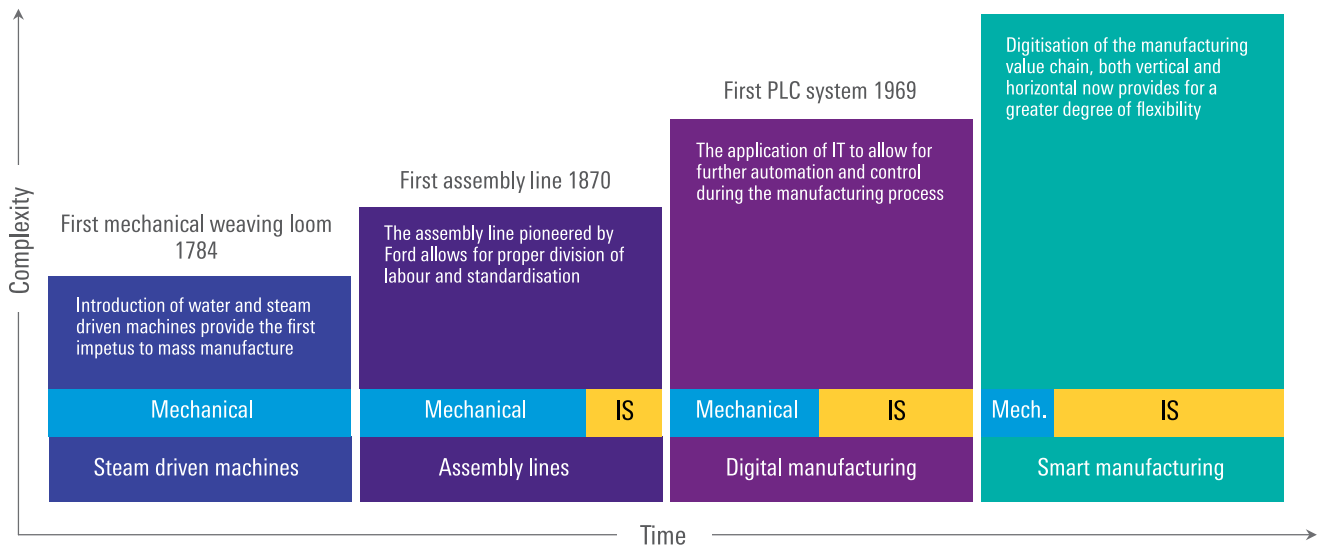 Complexity
First mechanical weaving loom
1784
Introduction of water and steam
driven machines provide the first
impetus to mass manufacture
Mechanical
Steam driven machines
First assembly line 1870
The assembly line pioneered by
Ford allows for proper division of
labour and standardisation
Mechanical
IS
Assembly lines
First PLC system 1969
The application of IT to allow for
further automation and control
during the manufacturing process
Mechanical
IS
Digital manufacturing
Digitisation of the manufacturing
value chain, both vertical and
horizontal now provides for a
greater degree of flexibility
Mech.
IS
Smart manufacturing
Time